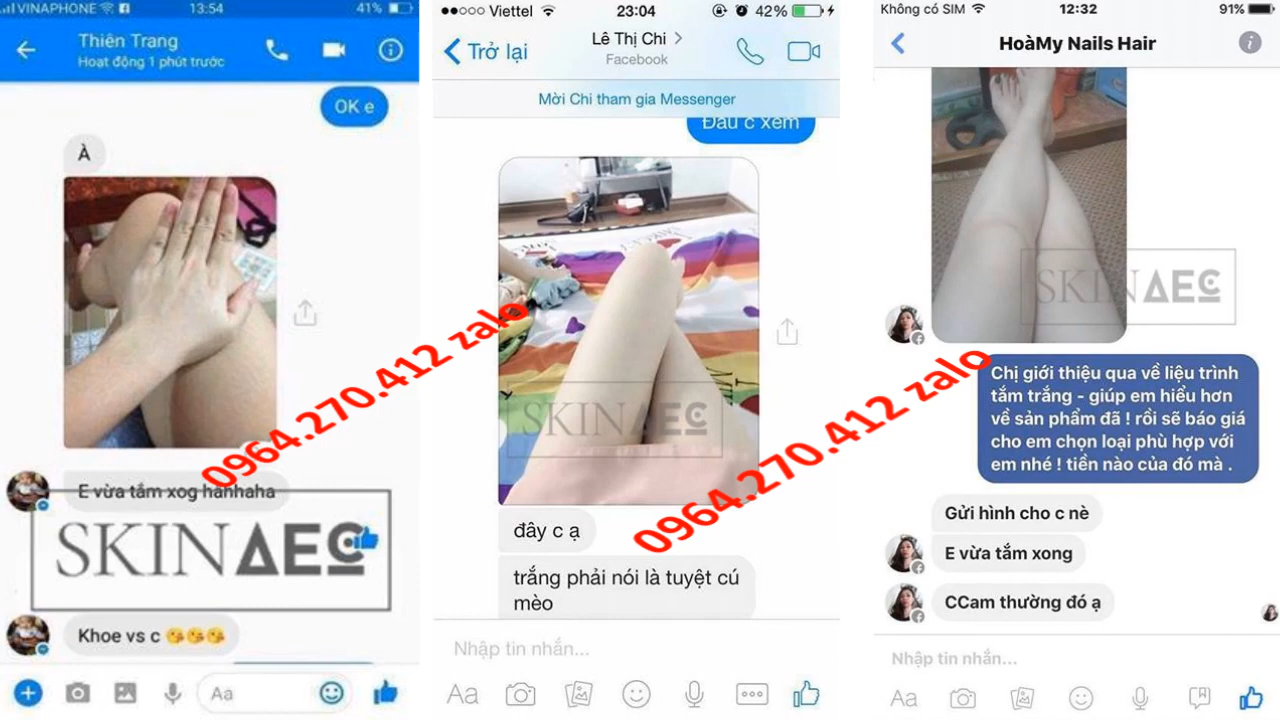 VINAPHONE
13:54
41%
Thiên Trang
Hoạt động 1 phút trước
OK e
À
E vừa tắm xog hanhaha
SKINAEC
Khoe vs c 😘😘😘
Aa
Viettel
23:04
42%
Trở lại
Lê Thị Chi
Facebook
Mời Chi tham gia Messenger
Đâu c xem
SKINAEC
đây c ạ
trắng phải nói là tuyệt cú
mèo
Nhập tin nhắn...
Aa
0964.270.412 zalo
Không có SIM
12:32
91%
HoàMy Nails Hair
SKINAEC
Chị giới thiệu qua về liệu trình
tắm trắng - giúp em hiểu hơn
về sản phẩm đã ! rồi sẽ báo giá
cho em chọn loại phù hợp với
em nhé ! tiền nào của đó mà .
Gửi hình cho c nè
E vừa tắm xong
CCam thường đó ạ
Nhập tin nhắn...
Aa
0964.270.412 zalo